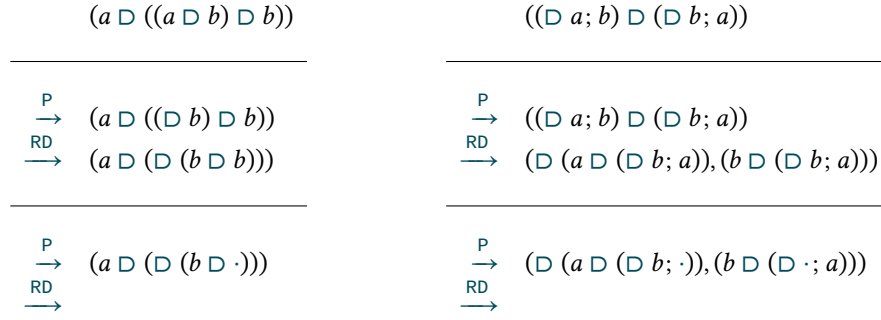 (a ⊃ ((a ⊃ b) ⊃ b))
P→ (a ⊃ ((⊃ b) ⊃ b))
RD→ (a ⊃ (⊃ (b ⊃ b)))
P→ (a ⊃ (⊃ (b ⊃ ·)))
RD→
((⊃ a; b) ⊃ (⊃ b; a))
P→ ((⊃ a; b) ⊃ (⊃ b; a))
RD→ (⊃ (a ⊃ (⊃ b; a)), (b ⊃ (⊃ b; a)))
P→ (⊃ (a ⊃ (⊃ b; ·)), (b ⊃ (⊃ ·; a)))
RD→